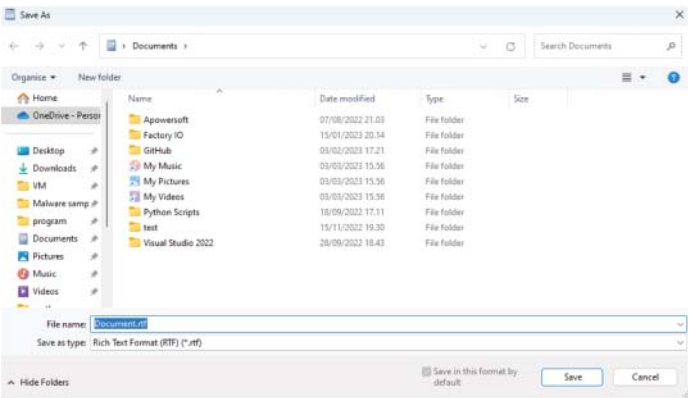 Save As
Documents
Search Documents
Organise New folder
Home
OneDrive - Person
Desktop
Downloads
VM
Malware samp
program
Documents
Pictures
Music
Videos
Name Date modified Type Size
Apowersoft 07/08/2022 21.03 File folder
Factory IO 15/01/2023 20.14 File folder
GitHub 03/02/2023 17.21 File folder
My Music 03/03/2023 15.56 File folder
My Pictures 03/03/2023 15.56 File folder
My Videos 03/03/2023 15.56 File folder
Python Scripts 18/09/2022 17.11 File folder
test 15/11/2022 19.30 File folder
Visual Studio 2022 28/09/2022 18.43 File folder
File name: Document.rtf
Save as type: Rich Text Format (RTF) (*.rtf)
Hide Folders
Save in this format by
default
Save Cancel